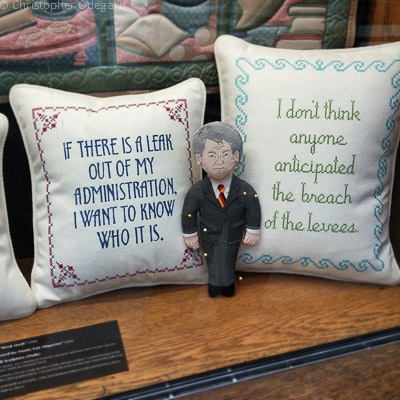 © Christopher Odegard
IF THERE IS A LEAK
OUT OF MY
ADMINISTRATION,
I WANT TO KNOW
WHO IT IS.
I don't think
anyone
anticipated
the breach
of the levees.